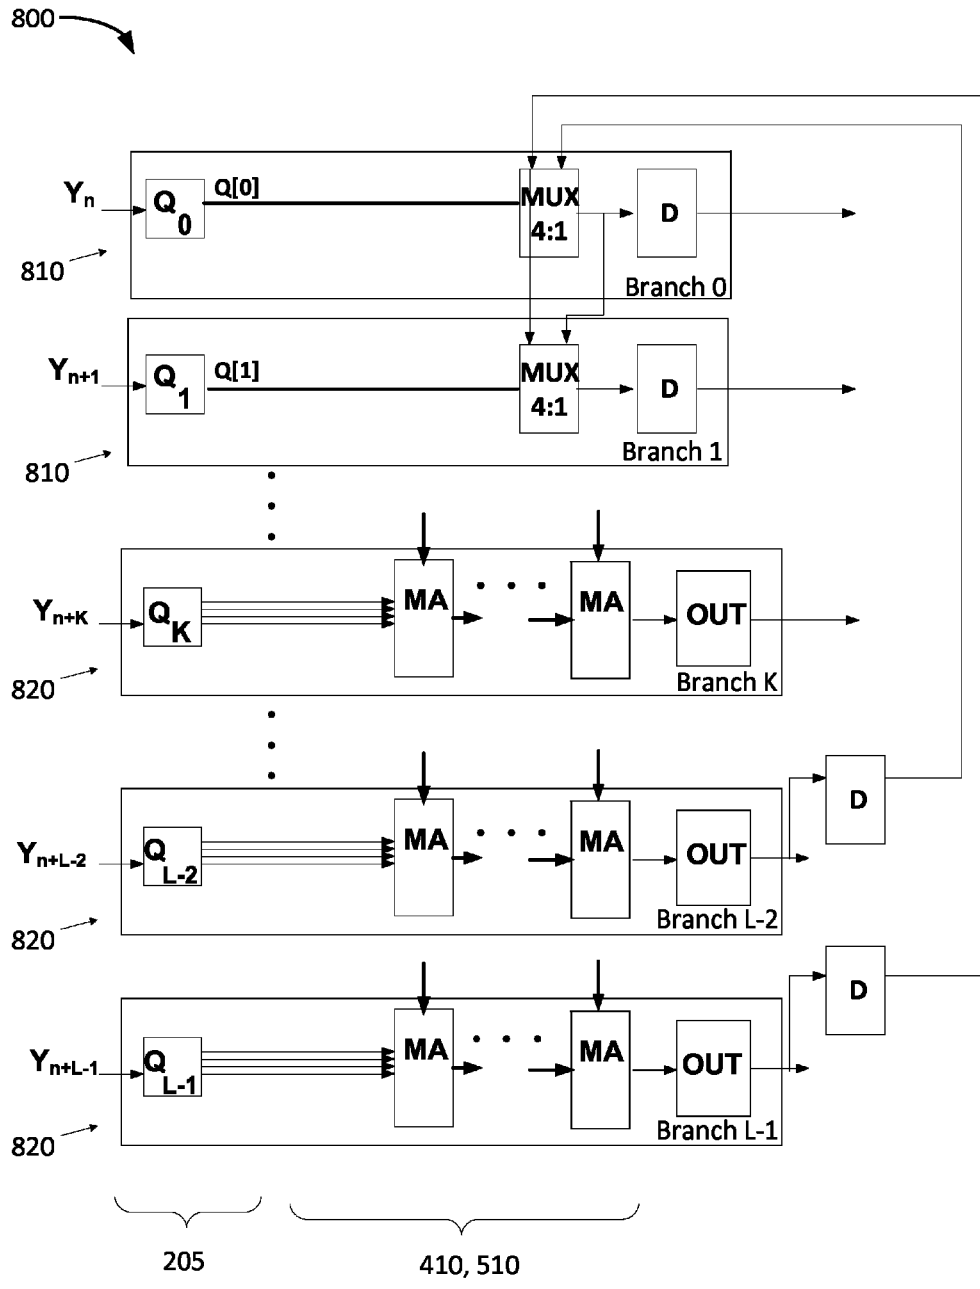 800
Yn
Q0
Q[0]
MUX
4:1
D
Branch 0
810
Yn+1
Q1
Q[1]
MUX
4:1
D
Branch 1
810
Yn+K
QK
MA
MA
OUT
Branch K
820
D
Yn+L-2
QL-2
MA
MA
OUT
Branch L-2
820
D
Yn+L-1
QL-1
MA
MA
OUT
Branch L-1
820
205
410, 510